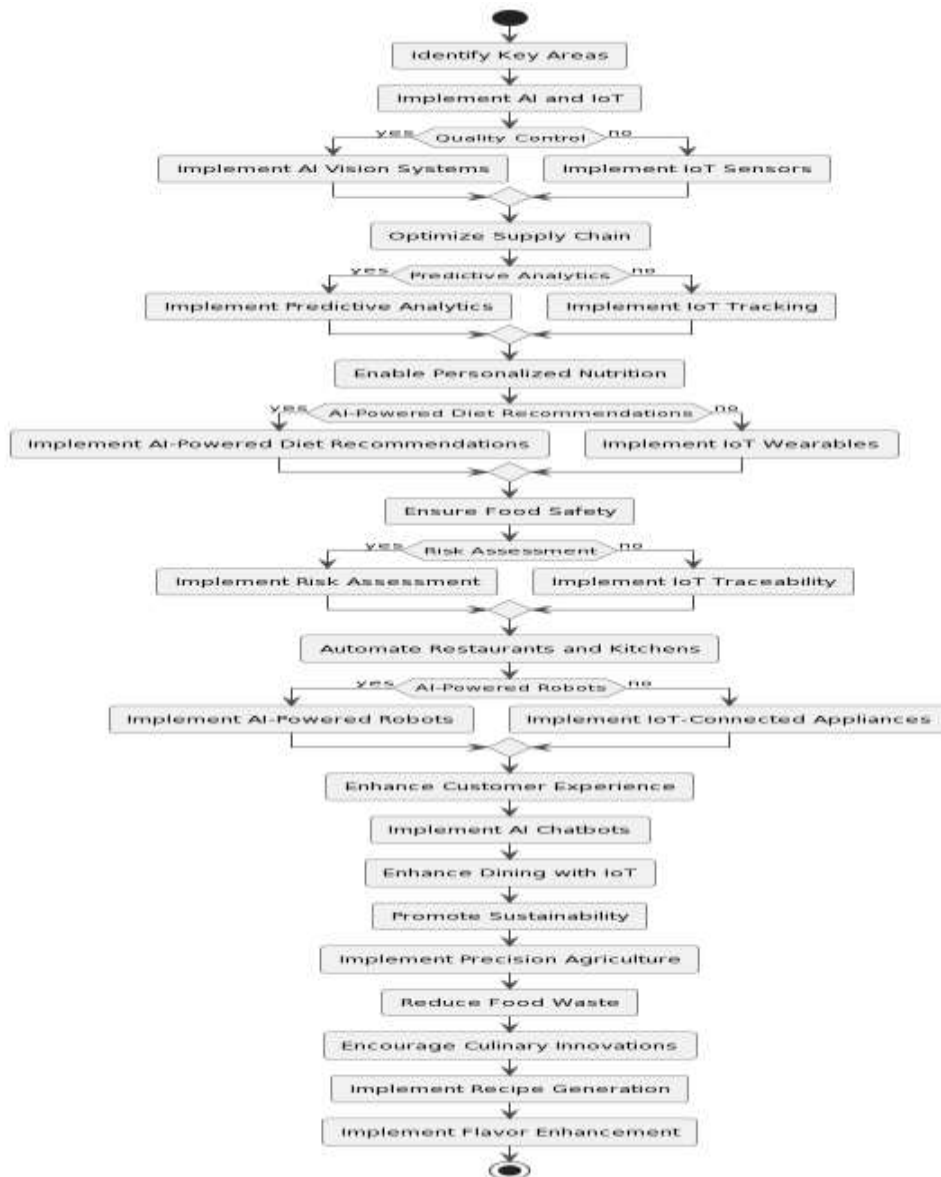 Identify Key Areas
Implement AI and IoT
yes Quality Control no
Implement AI Vision Systems Implement IoT Sensors
Optimize Supply Chain
yes Predictive Analytics no
Implement Predictive Analytics Implement IoT Tracking
Enable Personalized Nutrition
yes AI-Powered Diet Recommendations no
Implement AI-Powered Diet Recommendations Implement IoT Wearables
Ensure Food Safety
yes Risk Assessment no
Implement Risk Assessment Implement IoT Traceability
Automate Restaurants and Kitchens
yes AI-Powered Robots no
Implement AI-Powered Robots Implement IoT-Connected Appliances
Enhance Customer Experience
Implement AI Chatbots
Enhance Dining with IoT
Promote Sustainability
Implement Precision Agriculture
Reduce Food Waste
Encourage Culinary Innovations
Implement Recipe Generation
Implement Flavor Enhancement